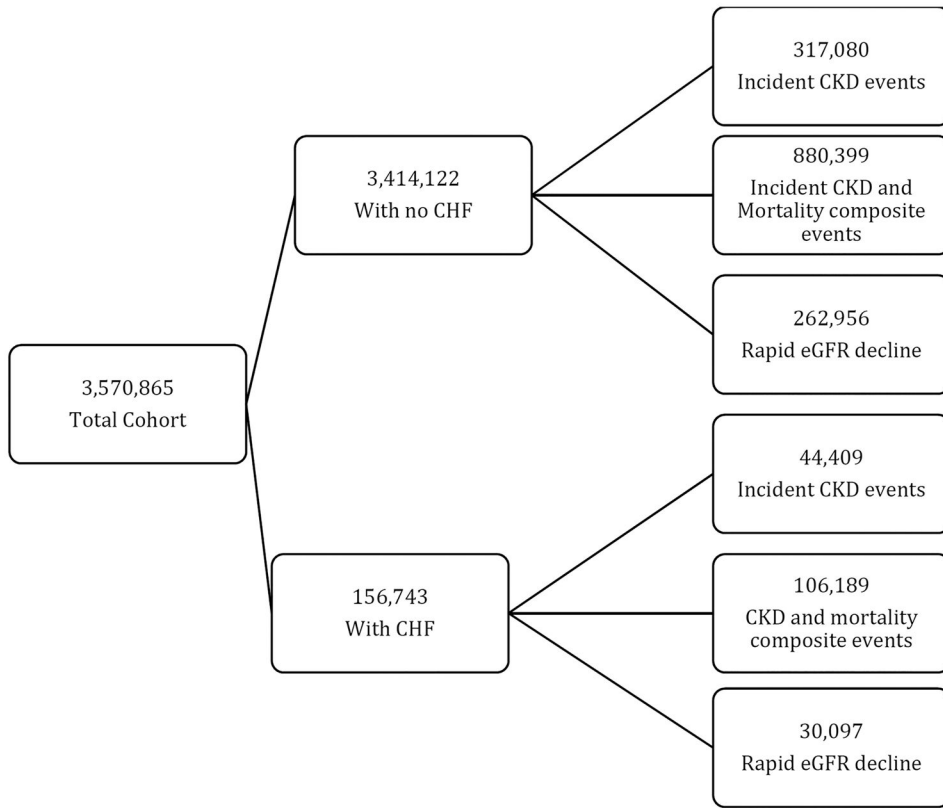 3,570,865
Total Cohort
3,414,122
With no CHF
317,080
Incident CKD events
880,399
Incident CKD and
Mortality composite
events
262,956
Rapid eGFR decline
156,743
With CHF
44,409
Incident CKD events
106,189
CKD and mortality
composite events
30,097
Rapid eGFR decline